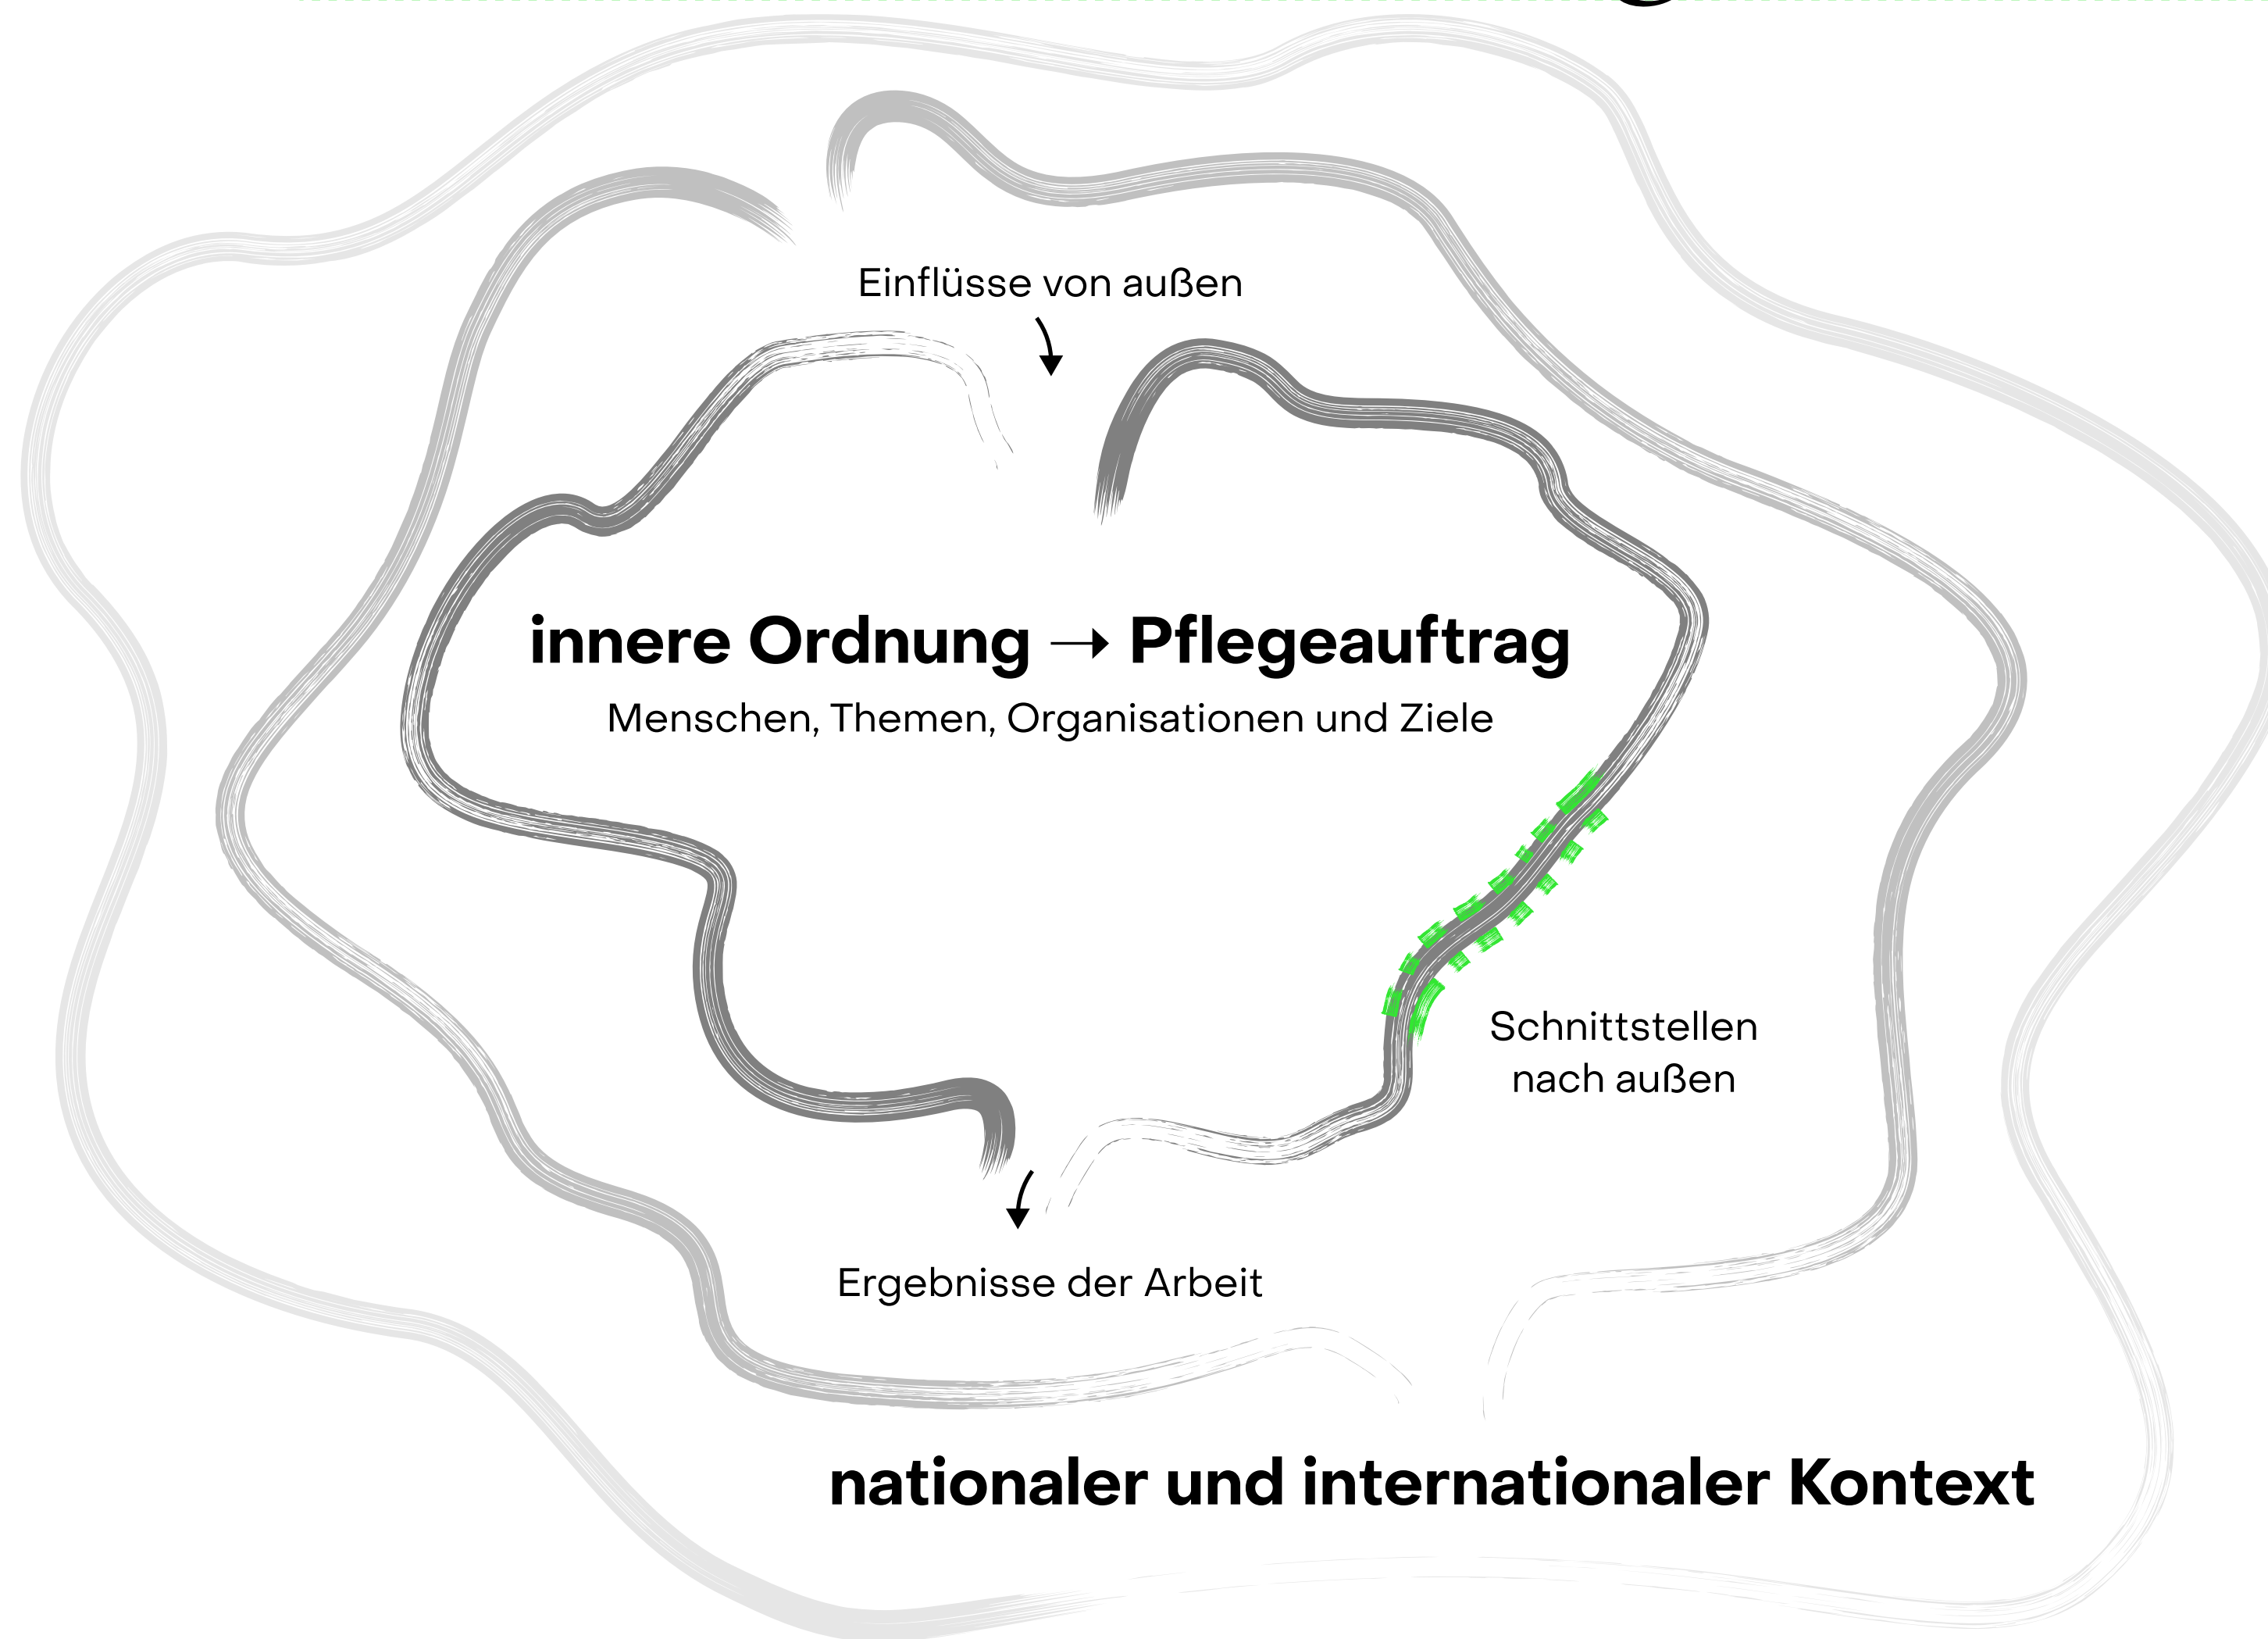 Einflüsse von außen
innere Ordnung → Pflegeauftrag
Menschen, Themen, Organisationen und Ziele
Schnittstellen
nach außen
Ergebnisse der Arbeit
nationaler und internationaler Kontext